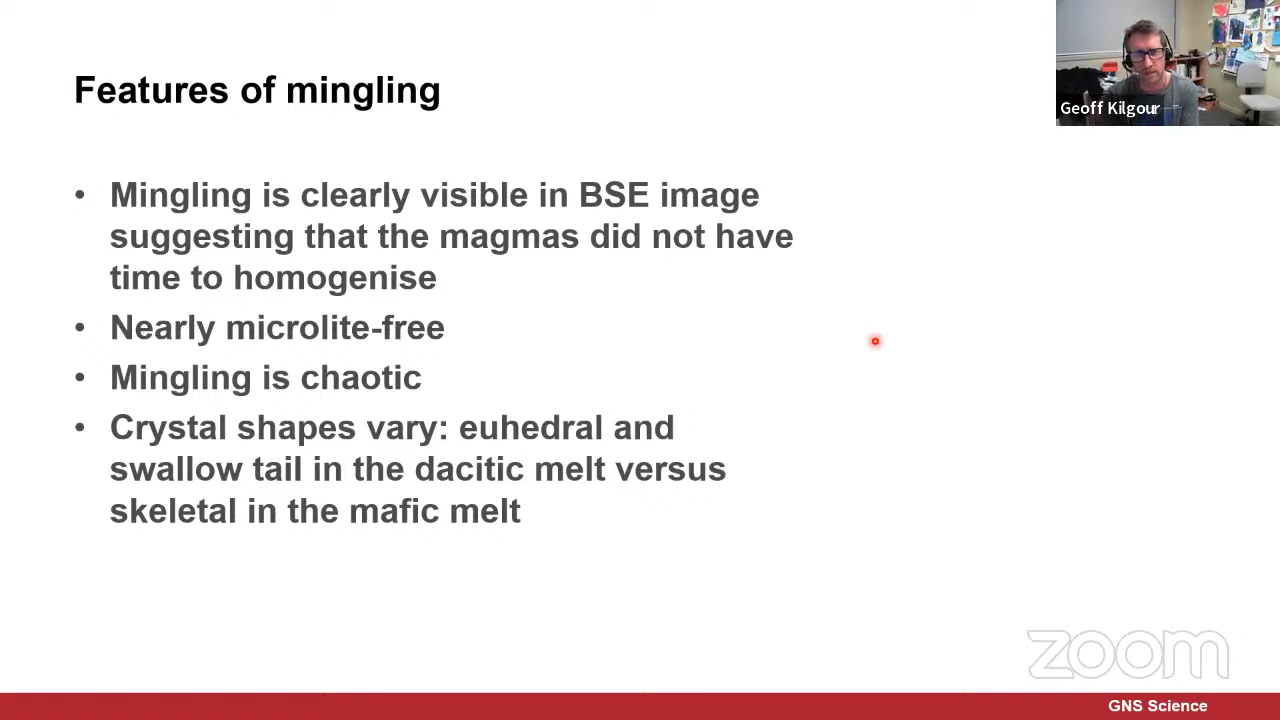 Features of mingling
Geoff Kilgour
• Mingling is clearly visible in BSE image
suggesting that the magmas did not have
time to homogenise
• Nearly microlite-free
• Mingling is chaotic
• Crystal shapes vary: euhedral and
swallow tail in the dacitic melt versus
skeletal in the mafic melt
zoom
GNS Science